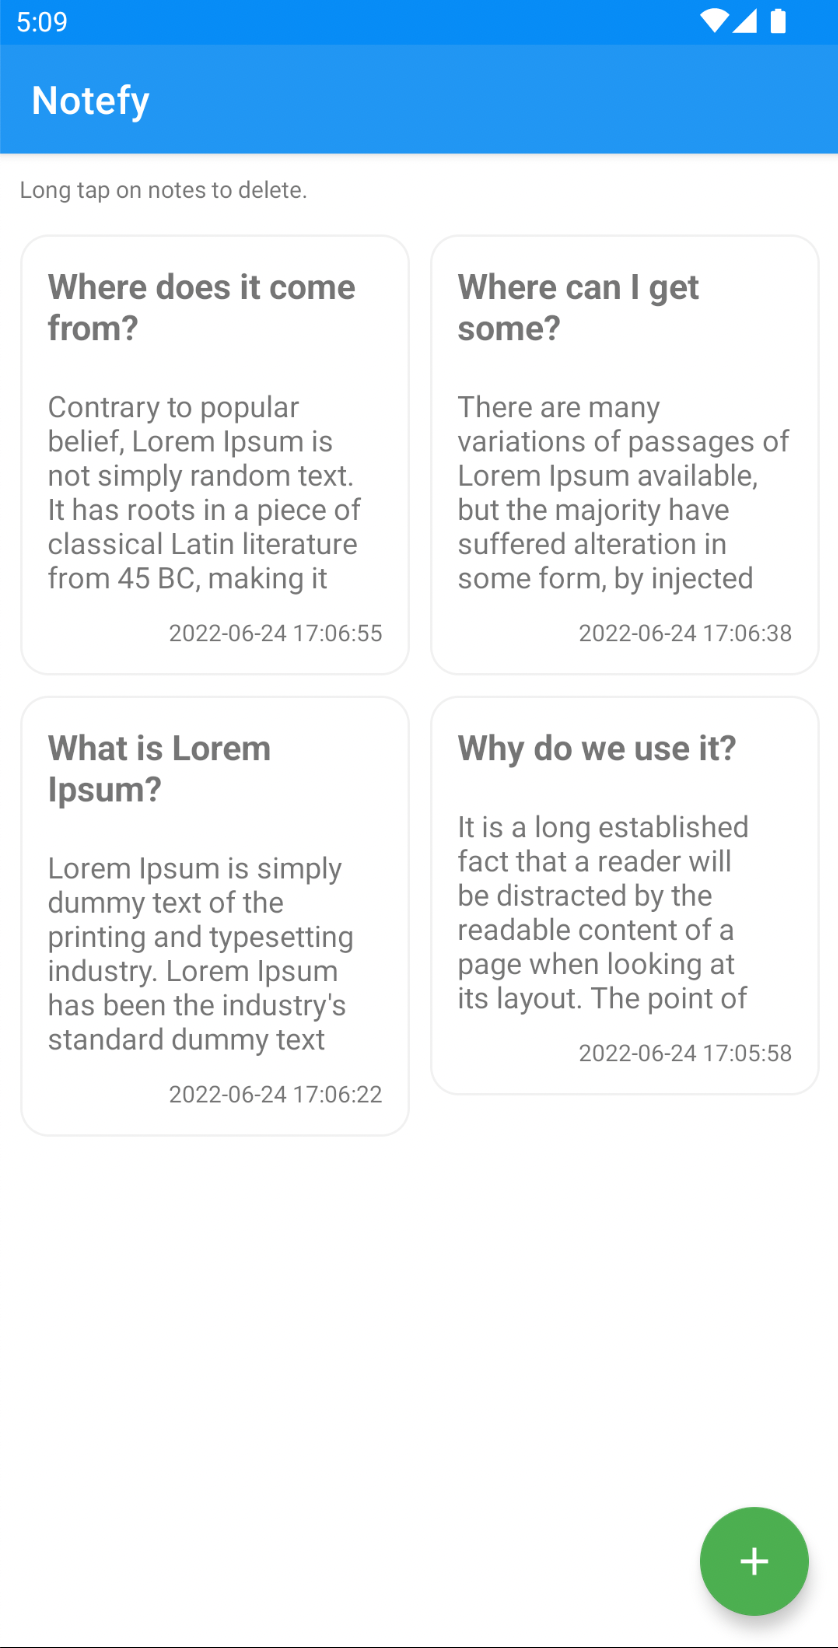 5:09
Notefy
Long tap on notes to delete.
Where does it come
from?
Contrary to popular
belief, Lorem Ipsum is
not simply random text.
It has roots in a piece of
classical Latin literature
from 45 BC, making it
2022-06-24 17:06:55
Where can I get
some?
There are many
variations of passages of
Lorem Ipsum available,
but the majority have
suffered alteration in
some form, by injected
2022-06-24 17:06:38
What is Lorem
Ipsum?
Lorem Ipsum is simply
dummy text of the
printing and typesetting
industry. Lorem Ipsum
has been the industry's
standard dummy text
2022-06-24 17:06:22
Why do we use it?
It is a long established
fact that a reader will
be distracted by the
readable content of a
page when looking at
its layout. The point of
2022-06-24 17:05:58